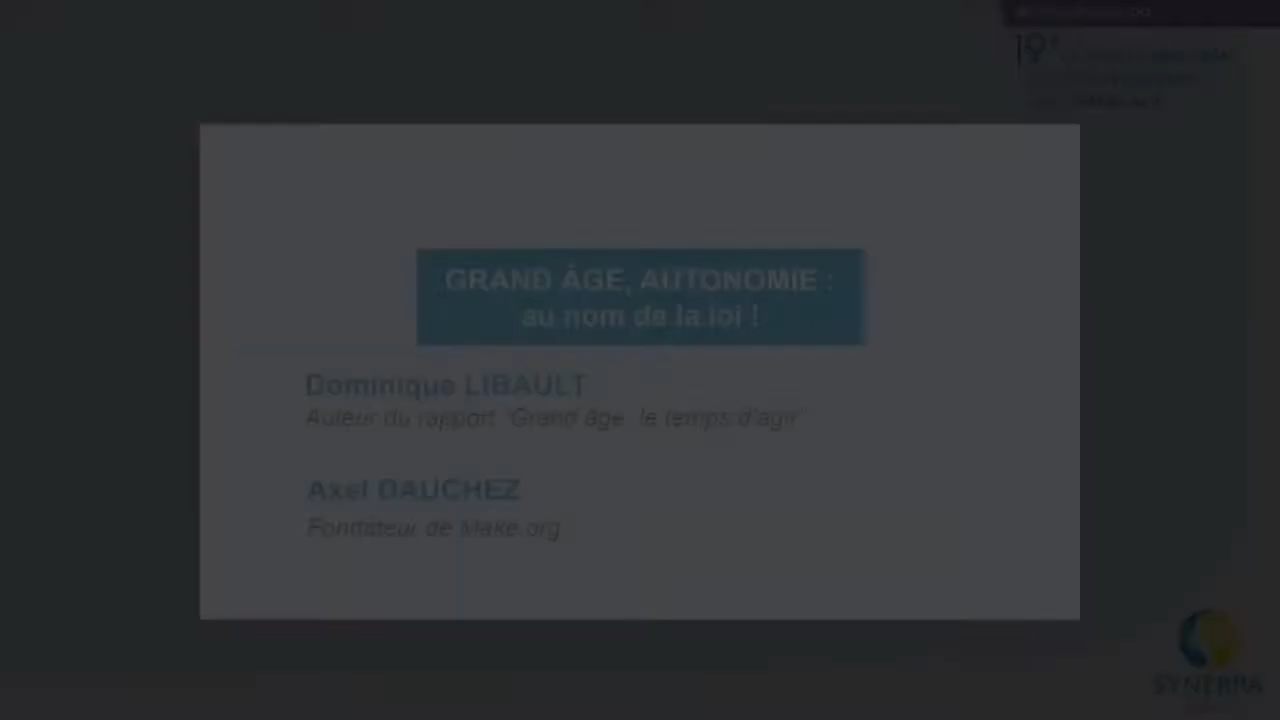 GRAND ÂGE, AUTONOMIE :
au nom de la loi !
Dominique LIBAULT
Auteur du rapport "Grand âge le temps d'agir"
Axel DAUCHEZ
Fondateur de Make.org
SYNERPA